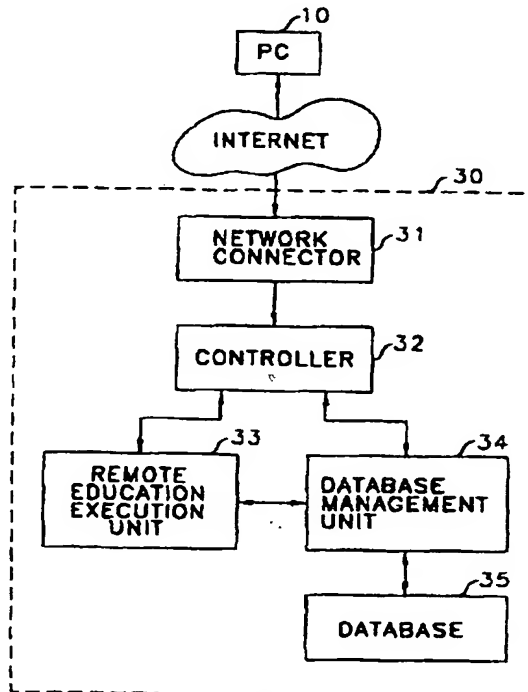 10
PC
INTERNET
30
NETWORK
CONNECTOR
31
CONTROLLER
32
33
REMOTE
EDUCATION
EXECUTION
UNIT
34
DATABASE
MANAGEMENT
UNIT
35
DATABASE